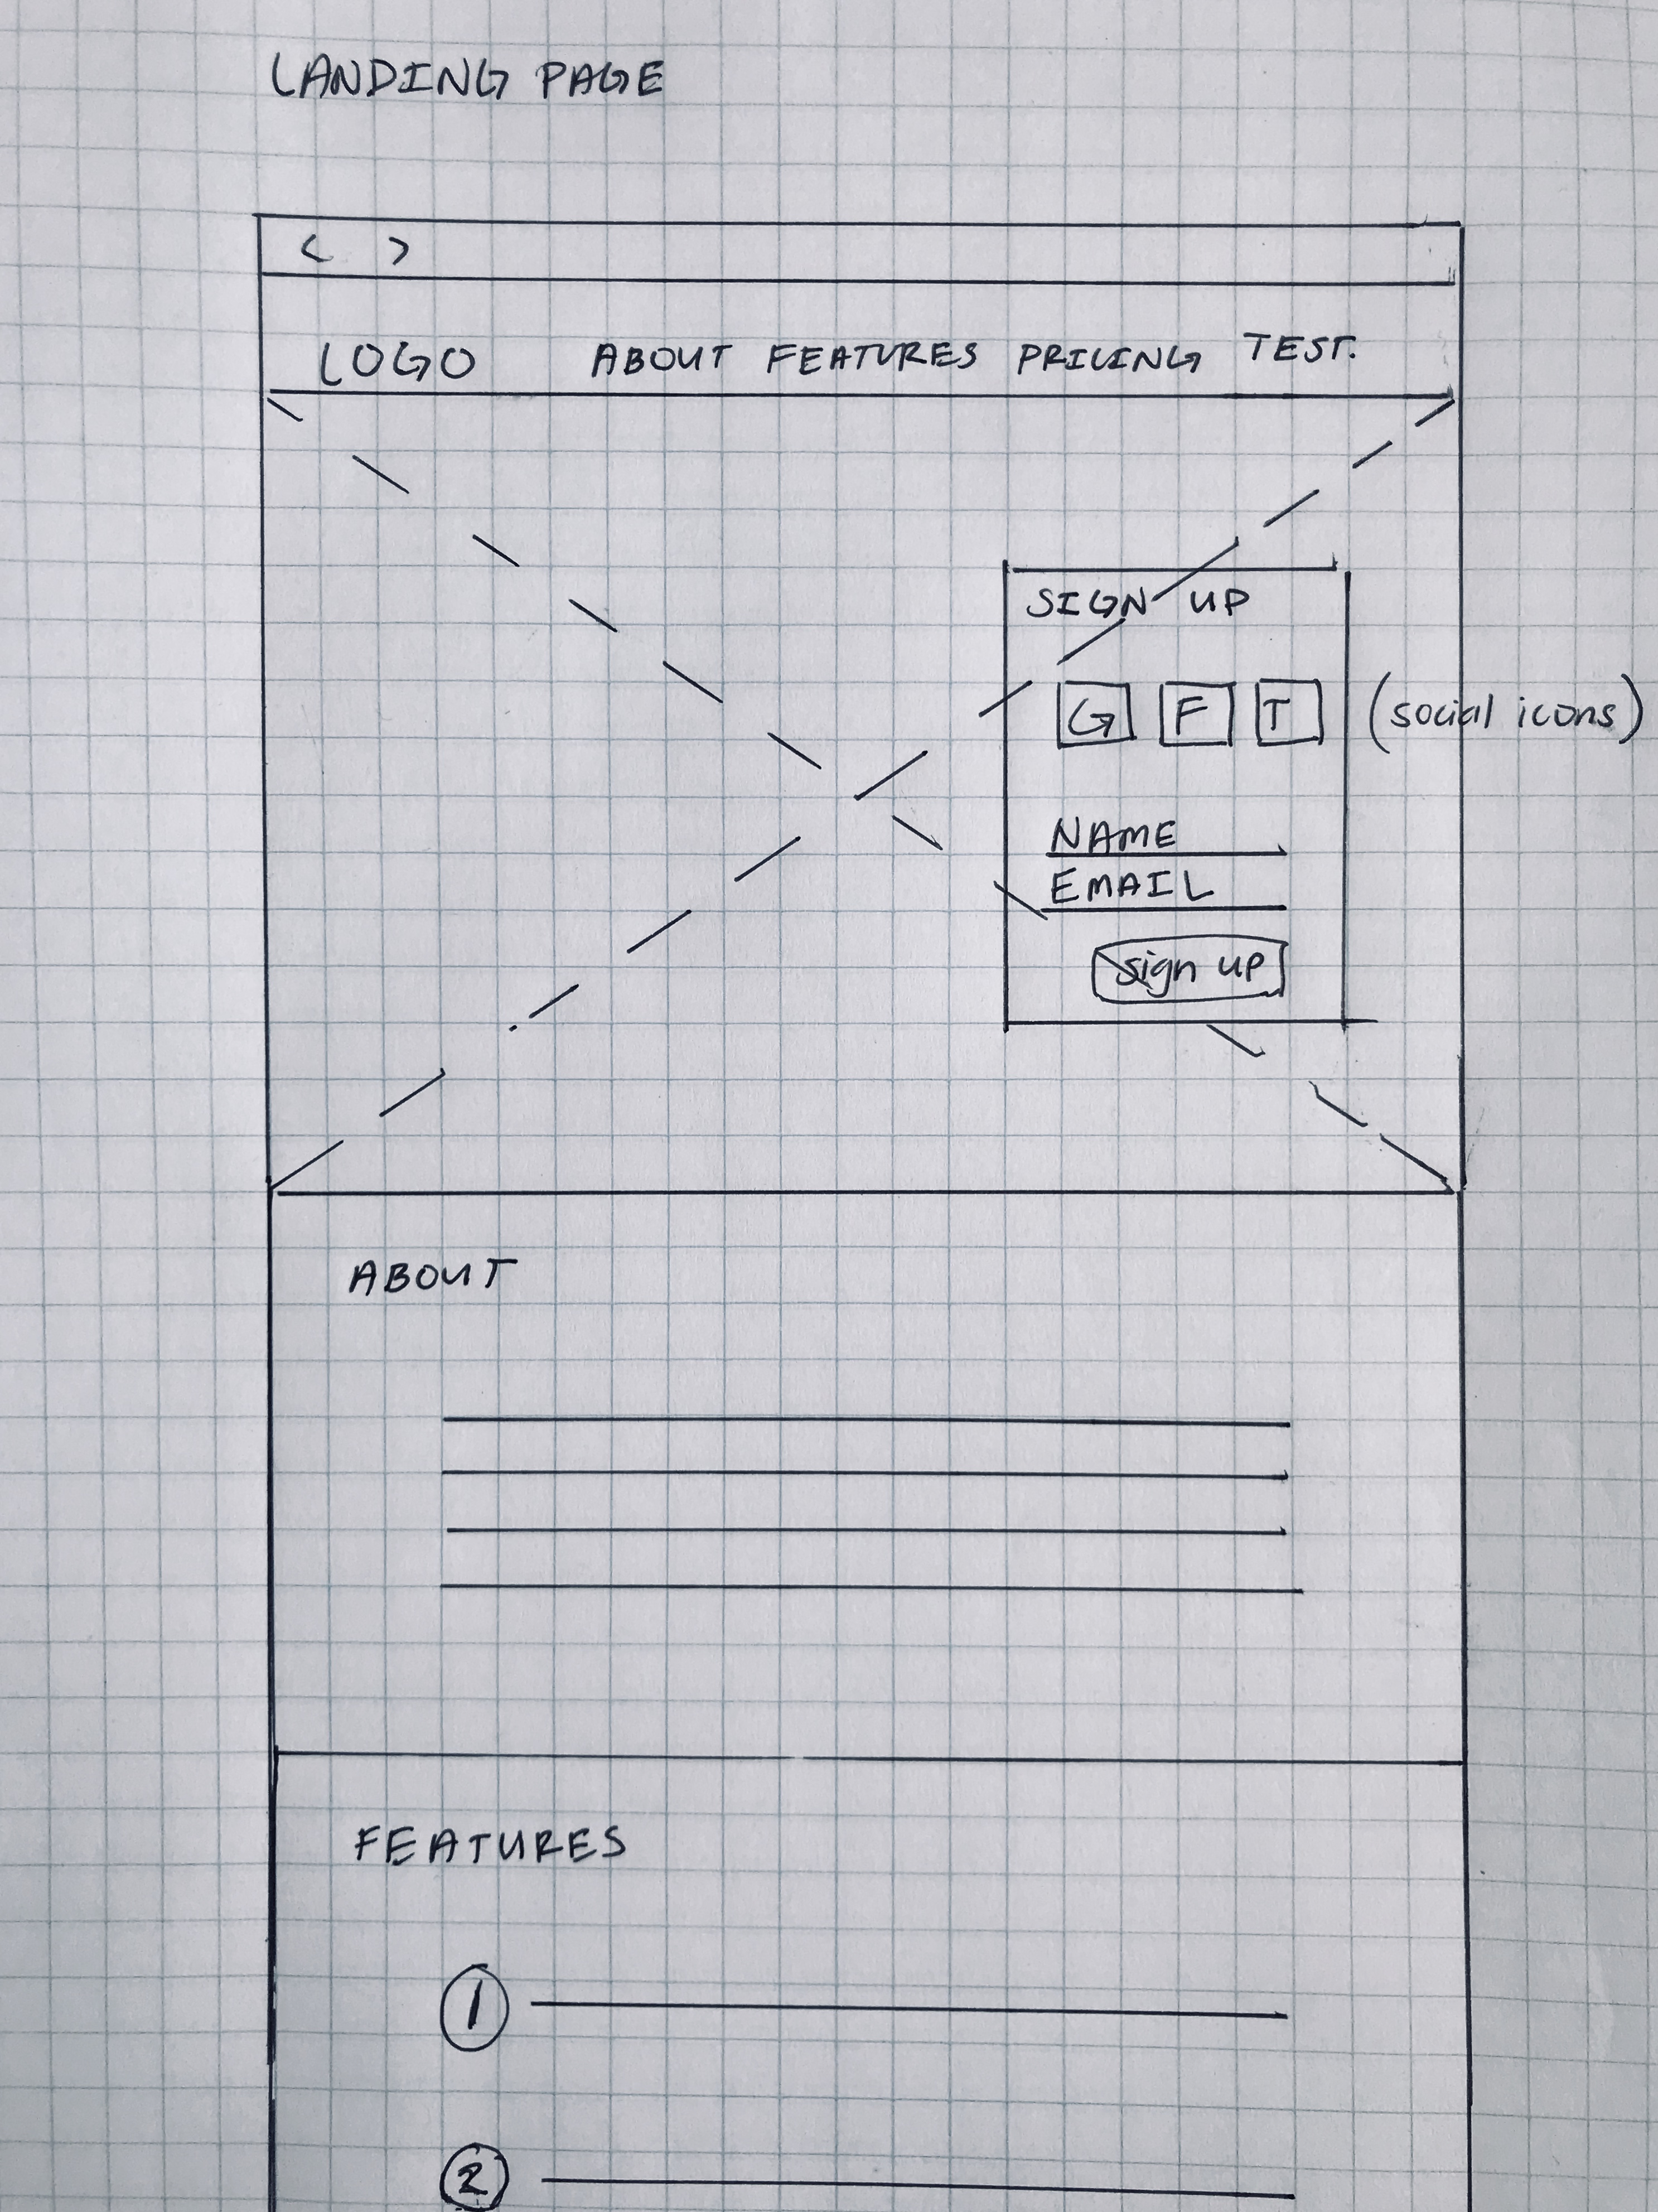 LANDING PAGE
< >
LOGO ABOUT FEATURES PRICING TEST.
SIGN UP
G F T (social icons)
NAME
EMAIL
sign up
ABOUT
FEATURES
1
2